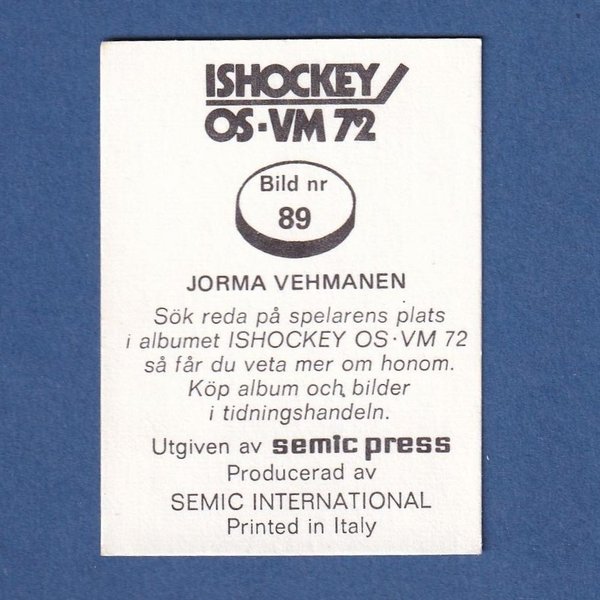 ISHOCKEY
OS·VM 72
Bild nr
89
JORMA VEHMANEN
Sök reda på spelarens plats
i albumet ISHOCKEY OS·VM 72
så får du veta mer om honom.
Köp album och bilder
i tidningshandeln.
Utgiven av semic press
Producerad av
SEMIC INTERNATIONAL
Printed in Italy